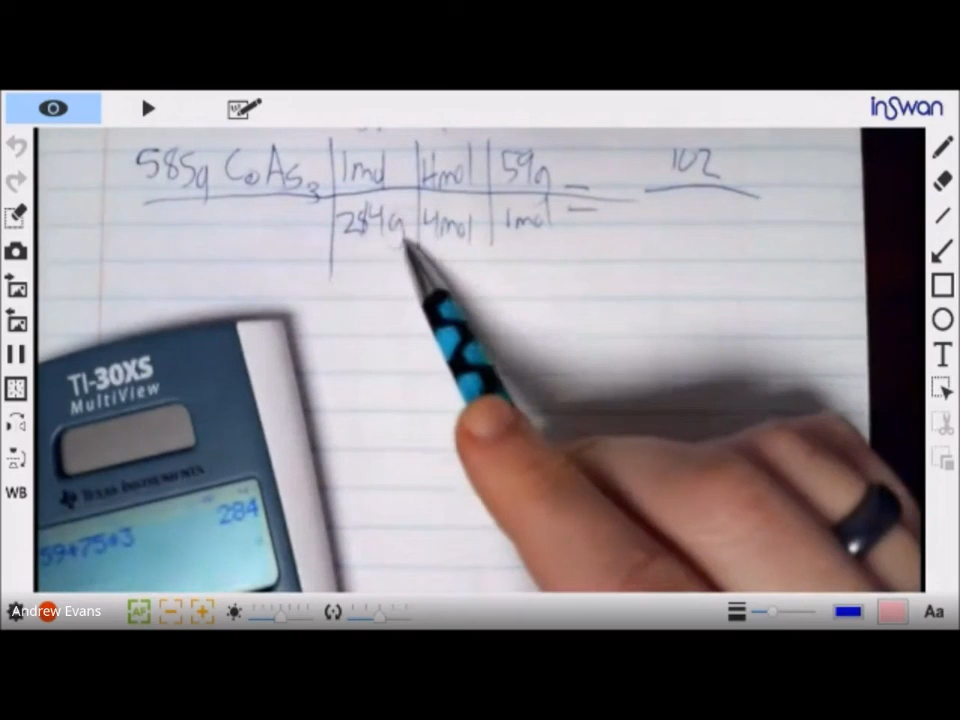 inswan
585g CoAs3 1mol 4mol 59g = 102
284g 4mol 1mol
TI-30XS
MultiView
TEXAS INSTRUMENTS
59+75*3
284
T
WB
Andrew Evans
AF
Aa